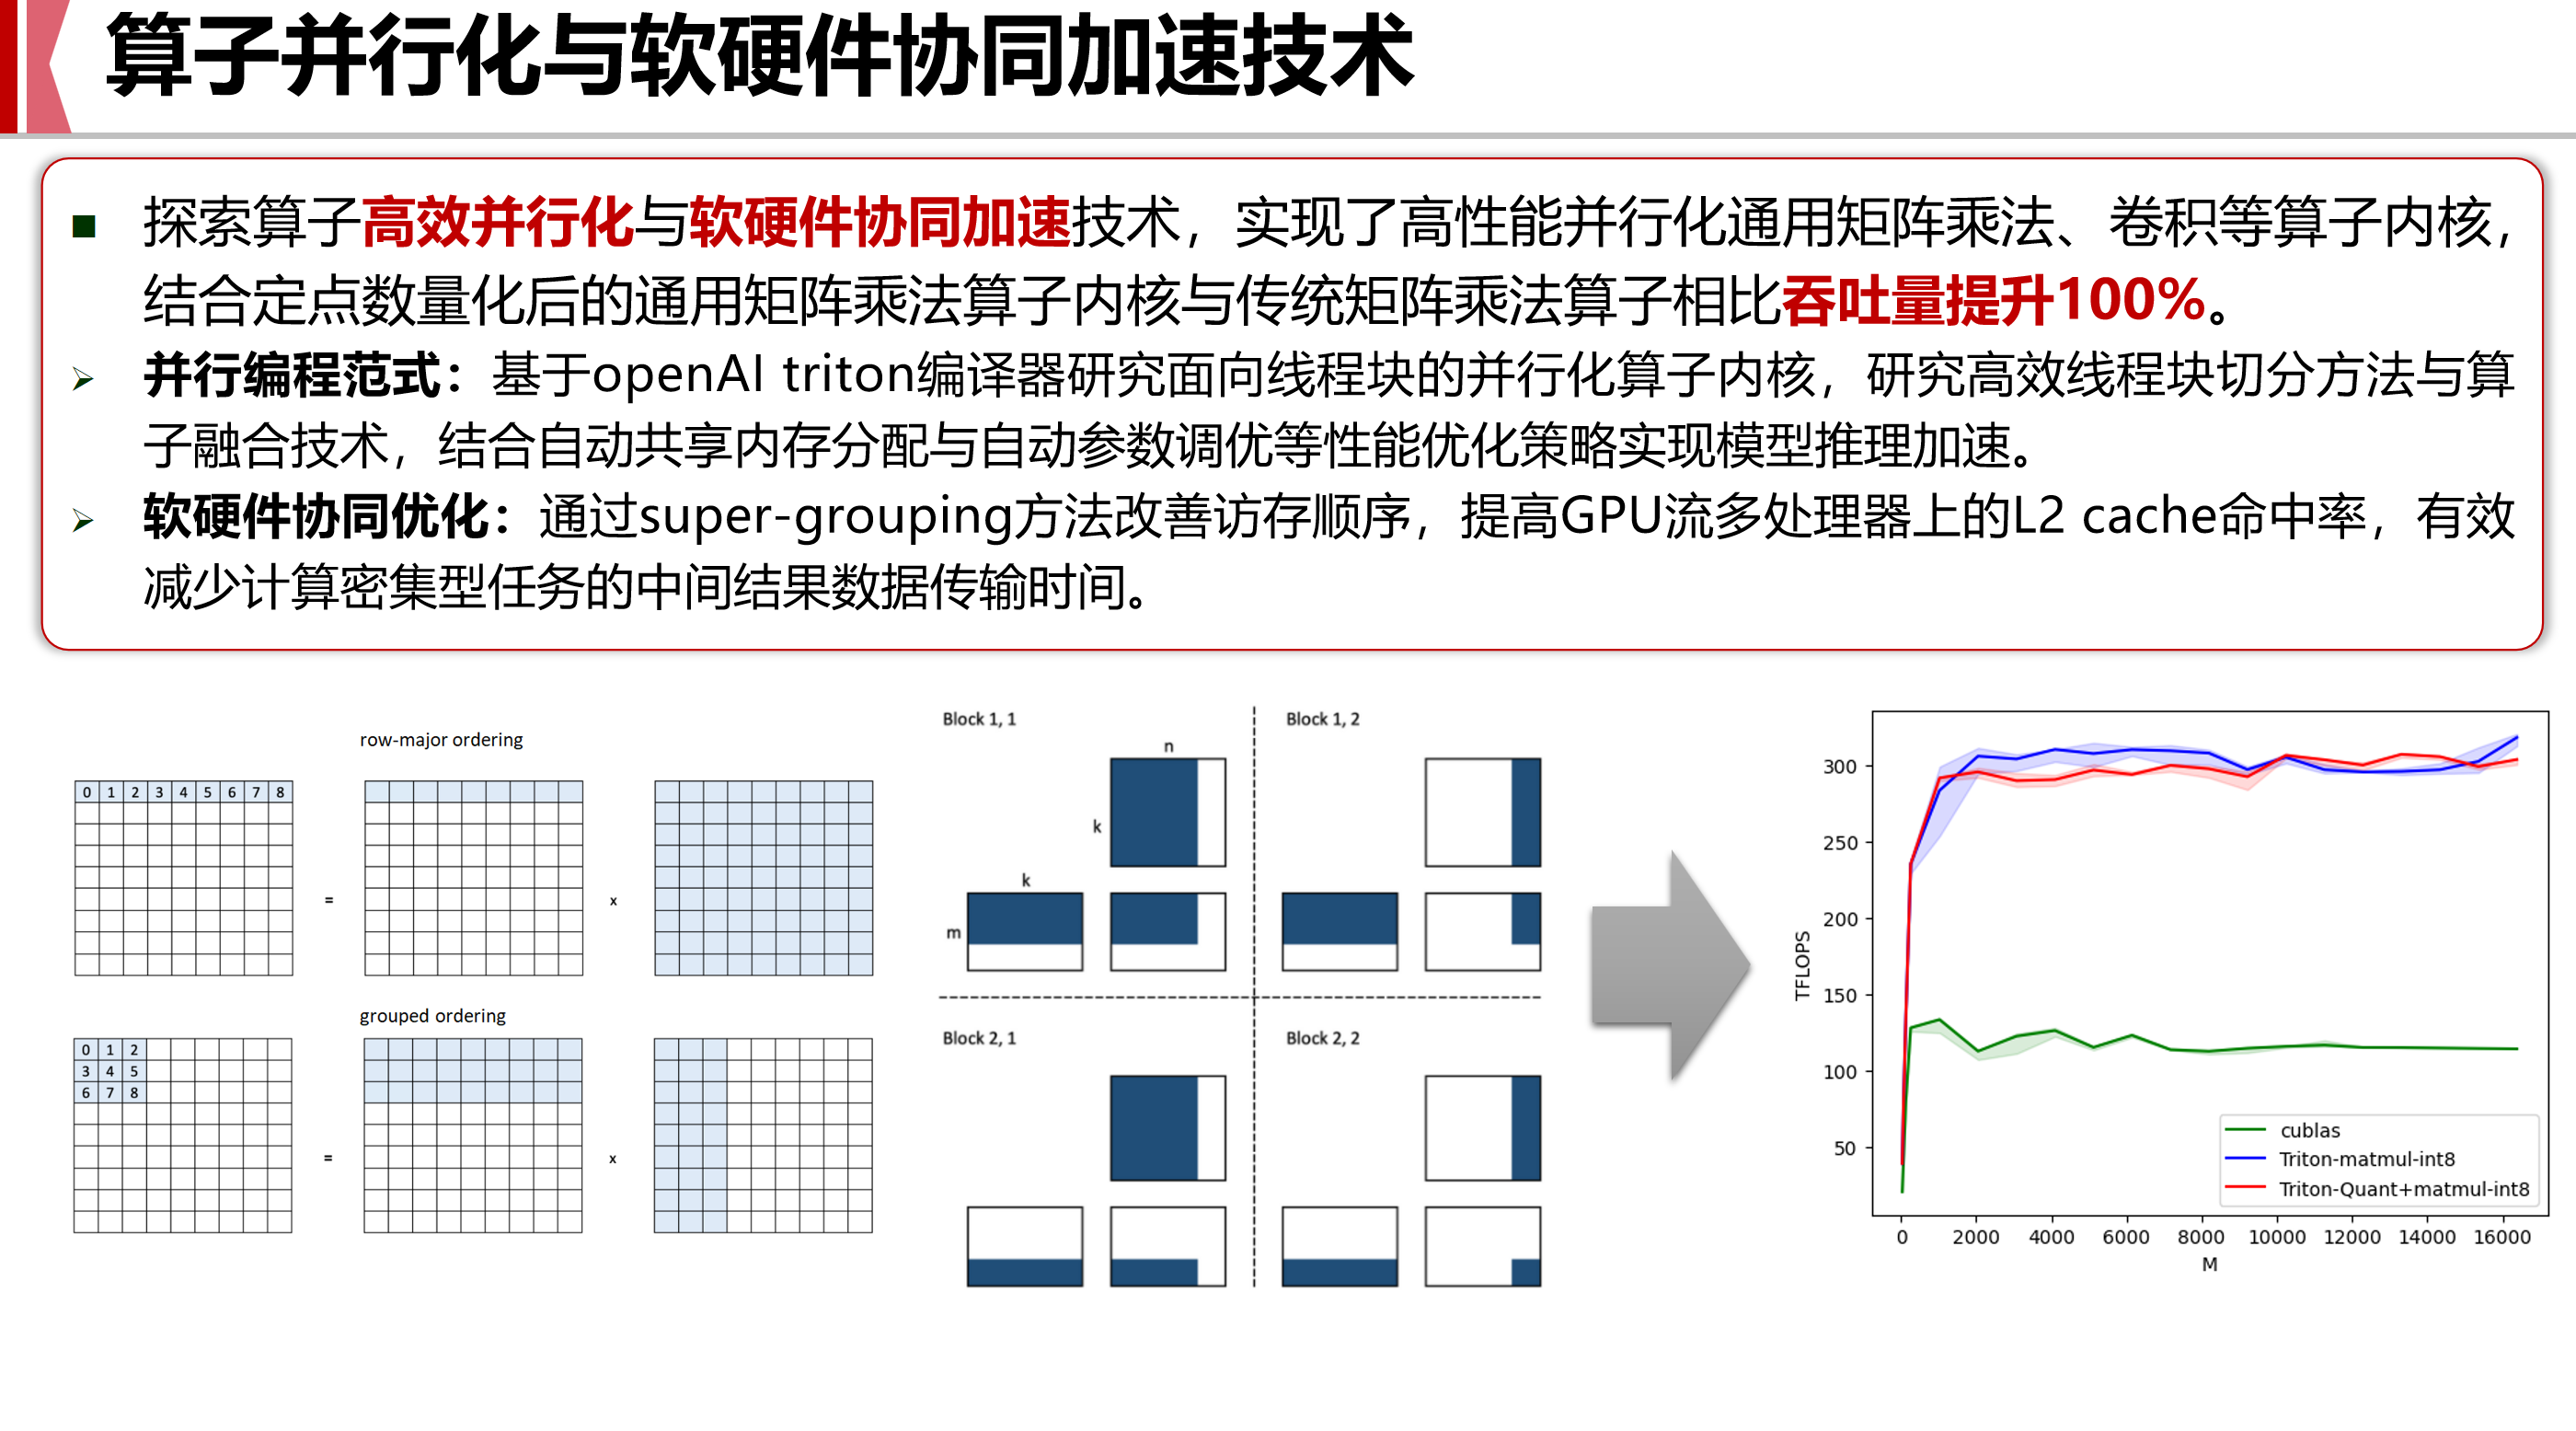 算子并行化与软硬件协同加速技术
■ 探索算子高效并行化与软硬件协同加速技术，实现了高性能并行化通用矩阵乘法、卷积等算子内核，
结合定点数量化后的通用矩阵乘法算子内核与传统矩阵乘法算子相比吞吐量提升100%。
➢ 并行编程范式：基于openAI triton编译器研究面向线程块的并行化算子内核，研究高效线程块切分方法与算
子融合技术，结合自动共享内存分配与自动参数调优等性能优化策略实现模型推理加速。
➢ 软硬件协同优化：通过super-grouping方法改善访存顺序，提高GPU流多处理器上的L2 cache命中率，有效
减少计算密集型任务的中间结果数据传输时间。
row-major ordering
0 1 2 3 4 5 6 7 8
= x
grouped ordering
0 1 2
3 4 5
6 7 8
= x
Block 1, 1
n
k
k
m
Block 1, 2
Block 2, 1
Block 2, 2
TFLOPS
300
250
200
150
100
50
cublas
Triton-matmul-int8
Triton-Quant+matmul-int8
0 2000 4000 6000 8000 10000 12000 14000 16000
M